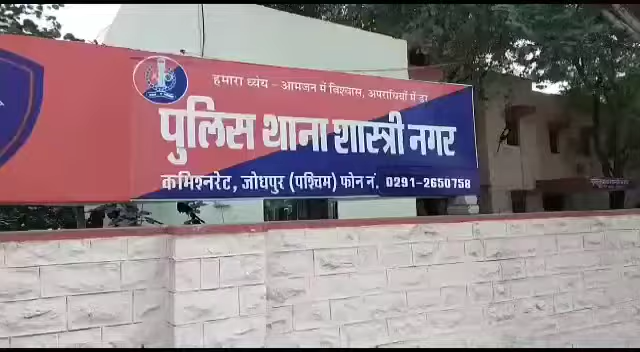 हमारा ध्येय - आमजन में विश्वास, अपराधियों में डर
पुलिस थाना शास्त्री नगर
कमिश्नरेट, जोधपुर (पश्चिम) फोन नं. 0291-2650758